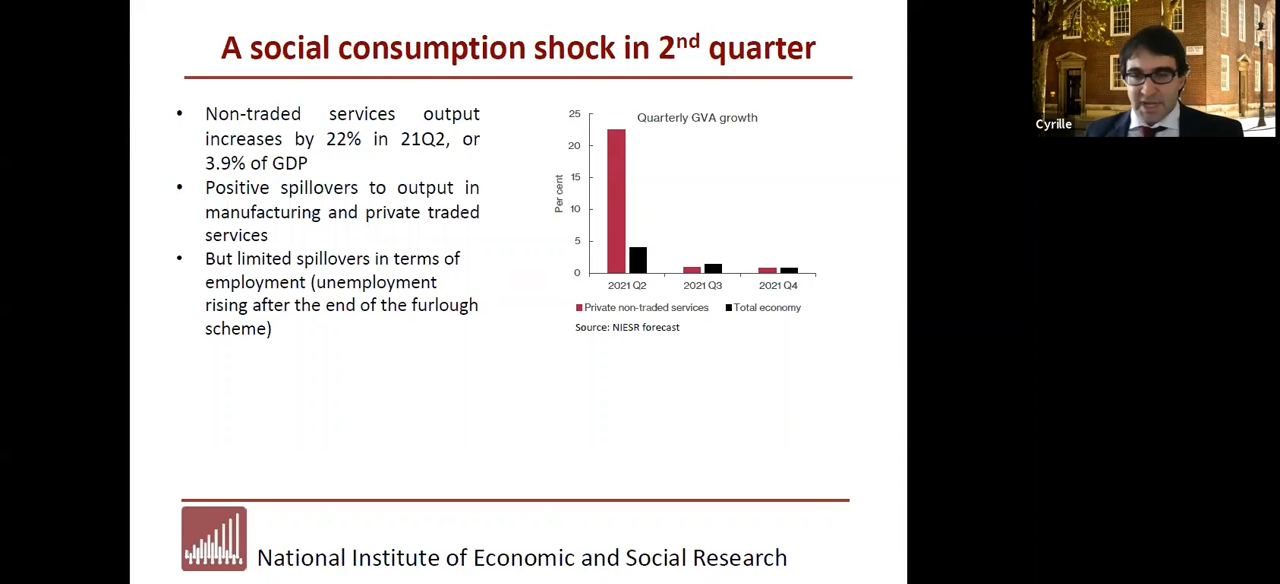 A social consumption shock in 2nd quarter
• Non-traded services output
increases by 22% in 21Q2, or
3.9% of GDP
• Positive spillovers to output in
manufacturing and private traded
services
• But limited spillovers in terms of
employment (unemployment
rising after the end of the furlough
scheme)
Quarterly GVA growth
Per cent
25
20
15
10
5
0
2021 Q2 2021 Q3 2021 Q4
Private non-traded services Total economy
Source: NIESR forecast
National Institute of Economic and Social Research
Cyrille